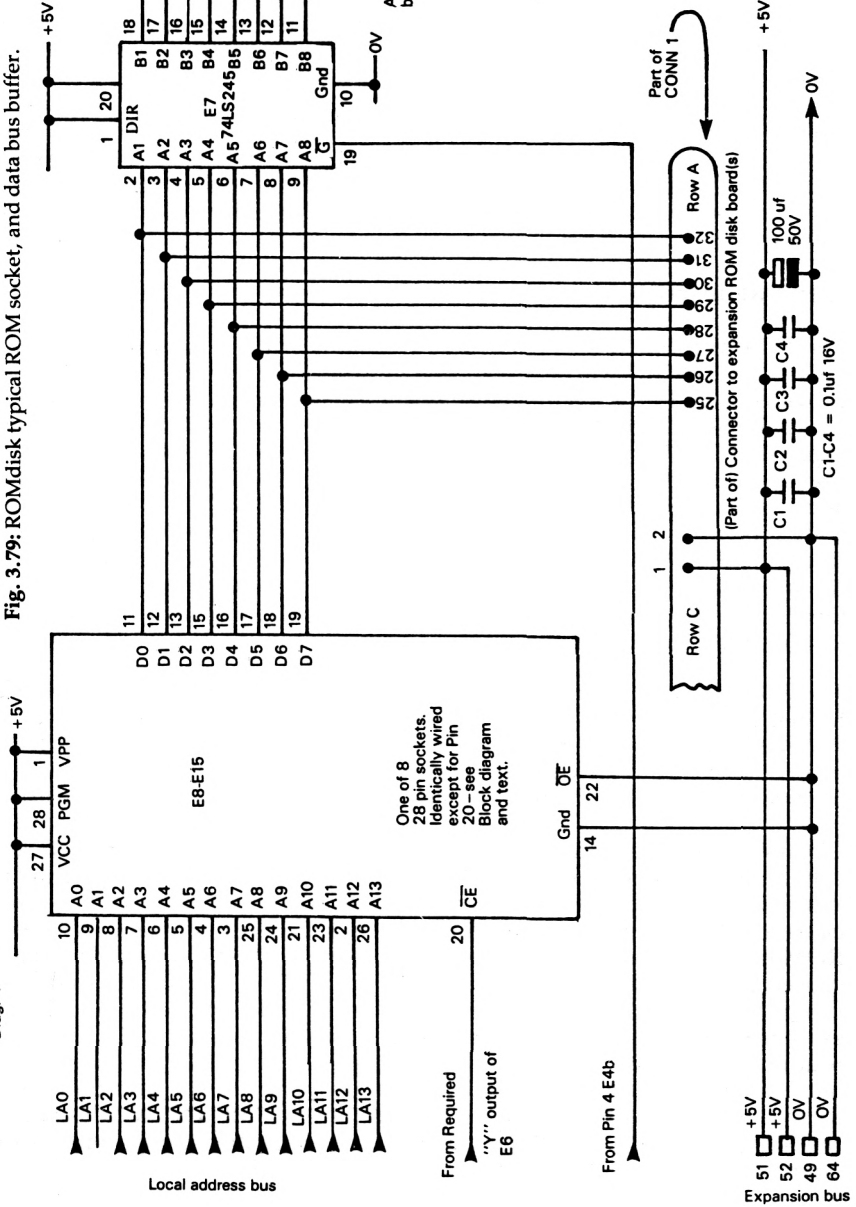 Fig. 3.79: ROMdisk typical ROM socket, and data bus buffer.
+5V
27
28
1
VCC
PGM
VPP
E8-E15
One of 8
28 pin sockets.
Identically wired
except for Pin
20-see
Block diagram
and text.
Local address bus
LA0
10
A0
LA1
9
A1
LA2
8
A2
LA3
7
A3
LA4
6
A4
LA5
5
A5
LA6
4
A6
LA7
3
A7
LA8
25
A8
LA9
24
A9
LA10
21
A10
LA11
23
A11
LA12
2
A12
LA13
26
A13
From Required
"Y" output of
E6
20
CE
Gnd
14
OE
22
D0
11
D1
12
D2
13
D3
15
D4
16
D5
17
D6
18
D7
19
+5V
1
20
DIR
E7
74LS245
2
A1
B1
18
3
A2
B2
17
4
A3
B3
16
5
A4
B4
15
6
A5
B5
14
7
A6
B6
13
8
A7
B7
12
9
A8
B8
11
G
19
Gnd
10
0V
From Pin 4 E4b
Part of
CONN 1
Row C
1
2
25
26
27
28
29
30
31
32
Row A
(Part of) Connector to expansion ROM disk board(s)
+5V
C1
C2
C3
C4
100 uf
50V
C1-C4 = 0.1uf 16V
0V
51
+5V
52
+5V
49
0V
64
0V
Expansion bus